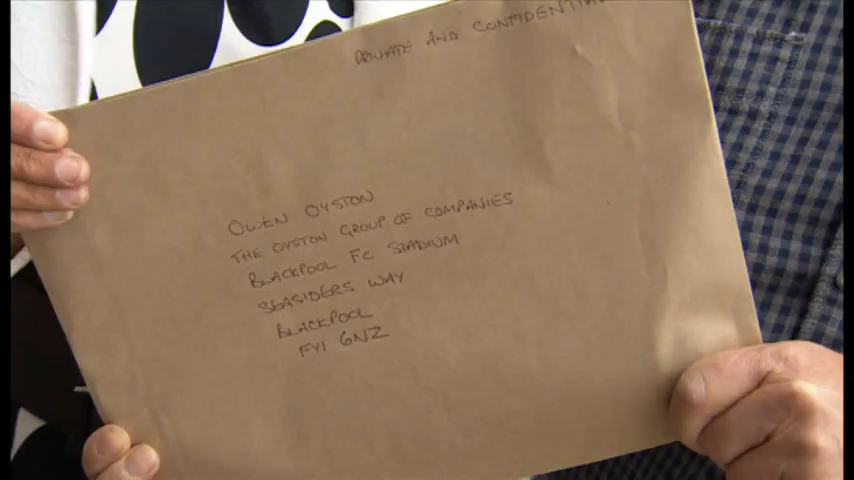 PRIVATE AND CONFIDENTIAL
OWEN OYSTON
THE OYSTON GROUP OF COMPANIES
BLACKPOOL FC STADIUM
SEASIDERS WAY
BLACKPOOL
FY1 6NZ